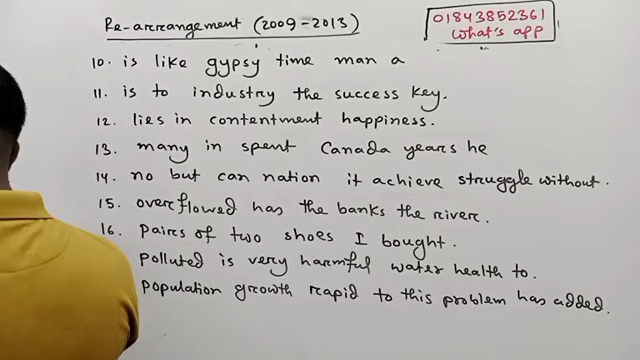 Re-arrangement (2009-2013)
01843852361
What's app
10. is like gypsy time man a
11. is to industry the success key.
12. lies in contentment happiness.
13. many in spent Canada years he
14. no but can nation it achieve struggle without.
15. overflowed has the banks the river.
16. pairs of two shoes I bought.
polluted is very harmful water health to.
population growth rapid to this problem has added.